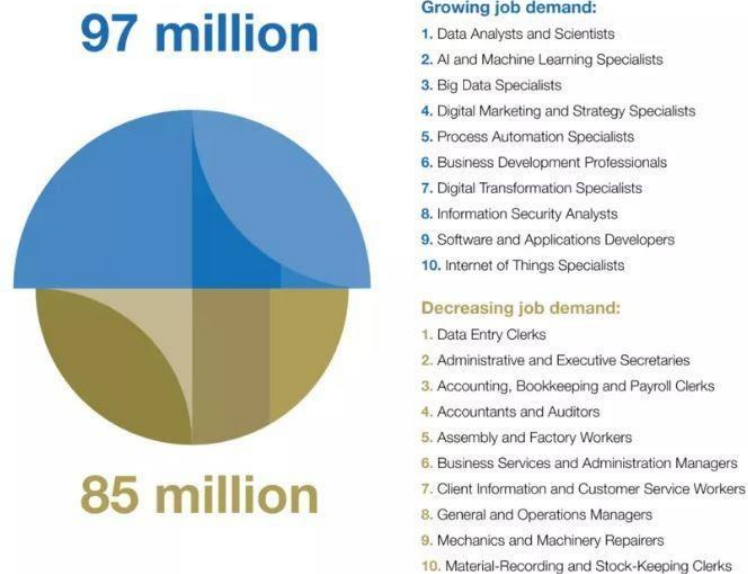 97 million
85 million
Growing job demand:
1. Data Analysts and Scientists
2. AI and Machine Learning Specialists
3. Big Data Specialists
4. Digital Marketing and Strategy Specialists
5. Process Automation Specialists
6. Business Development Professionals
7. Digital Transformation Specialists
8. Information Security Analysts
9. Software and Applications Developers
10. Internet of Things Specialists
Decreasing job demand:
1. Data Entry Clerks
2. Administrative and Executive Secretaries
3. Accounting, Bookkeeping and Payroll Clerks
4. Accountants and Auditors
5. Assembly and Factory Workers
6. Business Services and Administration Managers
7. Client Information and Customer Service Workers
8. General and Operations Managers
9. Mechanics and Machinery Repairers
10. Material-Recording and Stock-Keeping Clerks